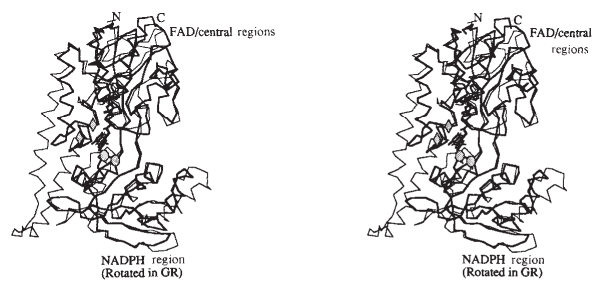 N C
FAD/central regions
NADPH region
(Rotated in GR)
N C
FAD/central
regions
NADPH region
(Rotated in GR)